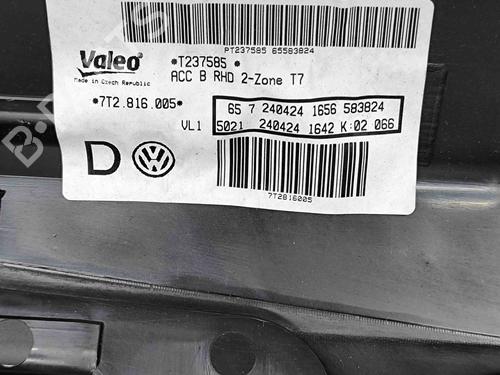 PT237585 65583824
Valeo
Made in Czech Republic
*T237585 *
ACC B RHD 2-Zone T7
*7T2.816.005*
65 7 240424 1656 583824
VL1 5021 240424 1642 K:02 066
D
7T2816005